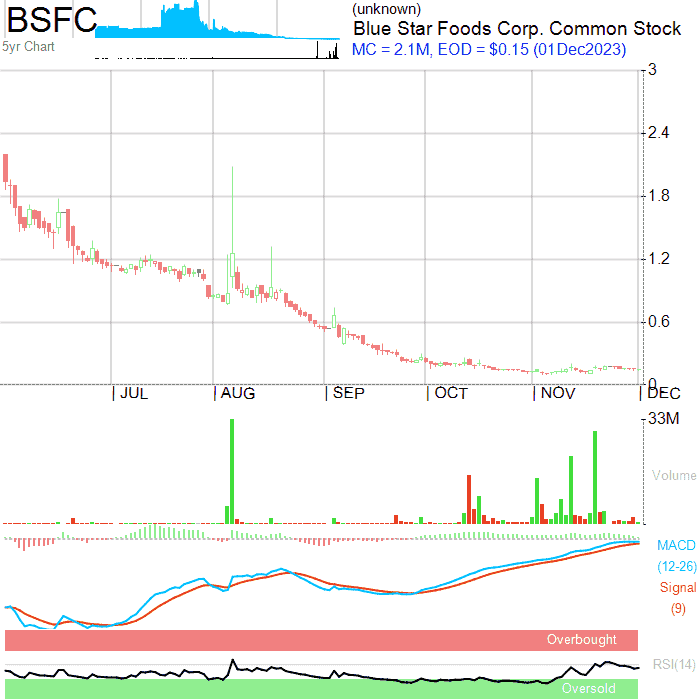 BSFC
5yr Chart
(unknown)
Blue Star Foods Corp. Common Stock
MC = 2.1M, EOD = $0.15 (01Dec2023)
3
2.4
1.8
1.2
0.6
0
JUL AUG SEP OCT NOV DEC
33M
Volume
MACD
(12-26)
Signal
(9)
Overbought
RSI(14)
Oversold